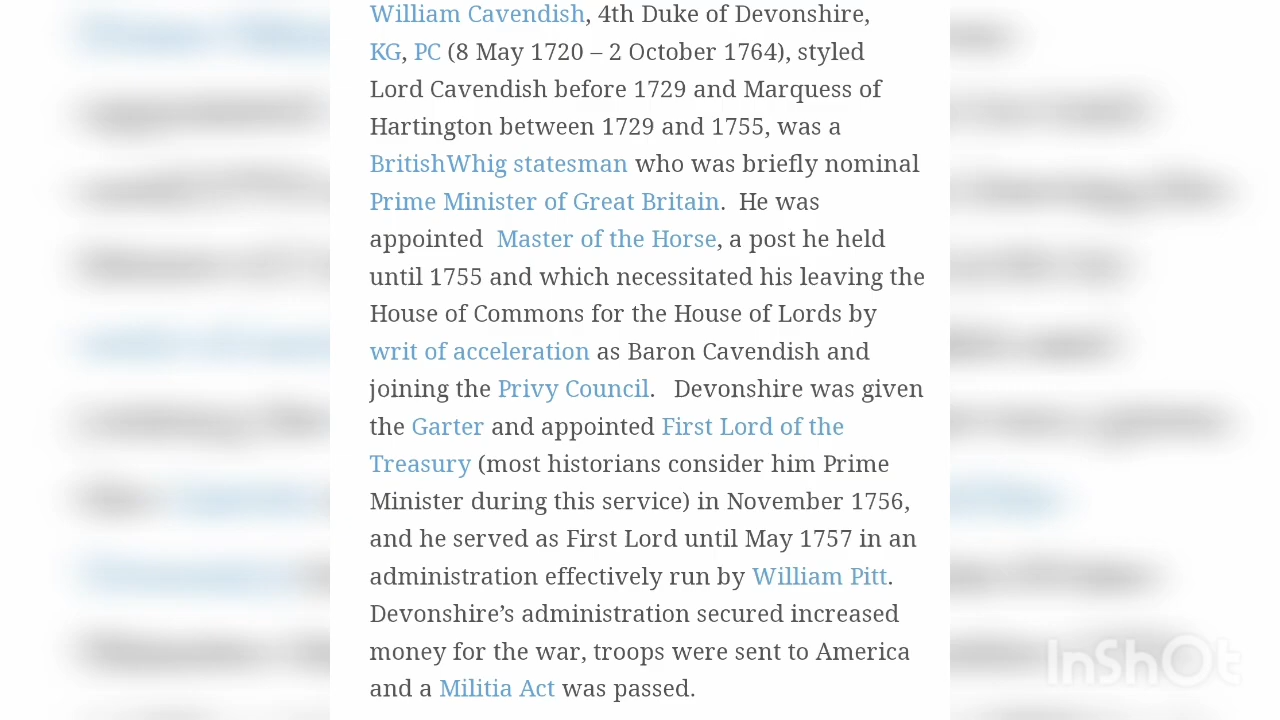 William Cavendish, 4th Duke of Devonshire,
KG, PC (8 May 1720 – 2 October 1764), styled
Lord Cavendish before 1729 and Marquess of
Hartington between 1729 and 1755, was a
BritishWhig statesman who was briefly nominal
Prime Minister of Great Britain.  He was
appointed  Master of the Horse, a post he held
until 1755 and which necessitated his leaving the
House of Commons for the House of Lords by
writ of acceleration as Baron Cavendish and
joining the Privy Council.   Devonshire was given
the Garter and appointed First Lord of the
Treasury (most historians consider him Prime
Minister during this service) in November 1756,
and he served as First Lord until May 1757 in an
administration effectively run by William Pitt.
Devonshire’s administration secured increased
money for the war, troops were sent to America
and a Militia Act was passed.
InShOt